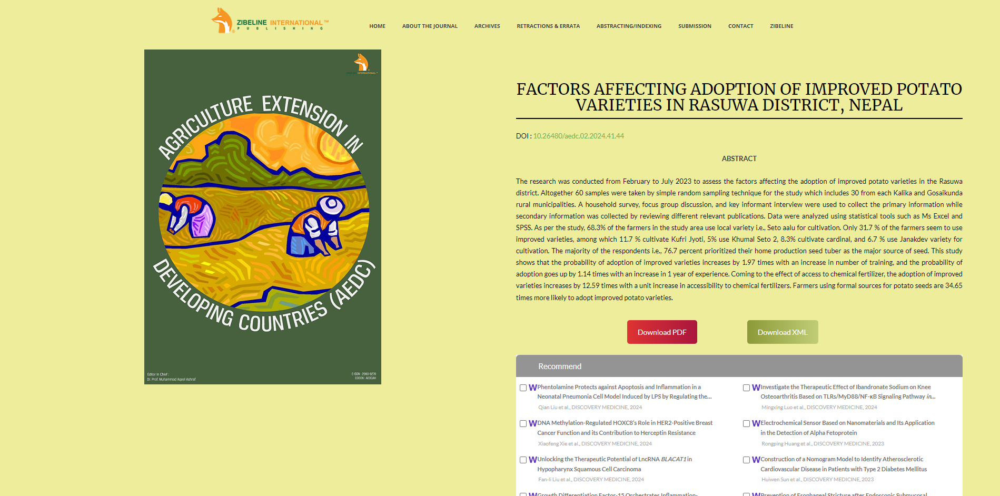 ZIBELINE INTERNATIONAL™
PUBLISHING
HOME
ABOUT THE JOURNAL
ARCHIVES
RETRACTIONS & ERRATA
ABSTRACTING/INDEXING
SUBMISSION
CONTACT
ZIBELINE
AGRICULTURE EXTENSION IN
DEVELOPING COUNTRIES (AEDC)
Editor In Chief :
Dr. Prof. Muhammad Aqeel Ashraf
FACTORS AFFECTING ADOPTION OF IMPROVED POTATO
VARIETIES IN RASUWA DISTRICT, NEPAL
DOI : 10.26480/aedc.02.2024.41.44
ABSTRACT
The research was conducted from February to July 2023 to assess the factors affecting the adoption of improved potato varieties in the Rasuwa
district. Altogether 60 samples were taken by simple random sampling technique for the study which includes 30 from each Kalika and Gosaikunda
rural municipalities. A household survey, focus group discussion, and key informant interview were used to collect the primary information while
secondary information was collected by reviewing different relevant publications. Data were analyzed using statistical tools such as Ms Excel and
SPSS. As per the study, 68.3% of the farmers in the study area use local variety i.e., Seto aalu for cultivation. Only 31.7 % of the farmers seem to use
improved varieties, among which 11.7 % cultivate Kufri Jyoti, 5% use Khumal Seto 2, 8.3% cultivate cardinal, and 6.7 % use Janakdev variety for
cultivation. The majority of the respondents i.e., 76.7 percent prioritized their home production seed tuber as the major source of seed. This study
shows that the probability of adoption of improved varieties increases by 1.97 times with an increase in number of training, and the probability of
adoption goes up by 1.14 times with an increase in 1 year of experience. Coming to the effect of access to chemical fertilizer, the adoption of improved
varieties increases by 12.59 times with a unit increase in accessibility to chemical fertilizers. Farmers using formal sources for potato seeds are 34.65
times more likely to adopt improved potato varieties.
Download PDF
Download XML
Recommend
Phentolamine Protects against Apoptosis and Inflammation in a
Neonatal Pneumonia Cell Model Induced by LPS by Regulating the...
Qian Liu et al., DISCOVERY MEDICINE, 2024
Investigate the Therapeutic Effect of Ibandronate Sodium on Knee
Osteoarthritis Based on TLRs/MyD88/NF-κB Signaling Pathway in...
Mingxing Luo et al., DISCOVERY MEDICINE, 2024
DNA Methylation-Regulated HOXC8's Role in HER2-Positive Breast
Cancer Function and its Contribution to Herceptin Resistance
Xiaofeng Xie et al., DISCOVERY MEDICINE, 2024
Electrochemical Sensor Based on Nanomaterials and Its Application
in the Detection of Alpha Fetoprotein
Rongping Huang et al., DISCOVERY MEDICINE, 2023
Unlocking the Therapeutic Potential of LncRNA BLACAT1 in
Hypopharynx Squamous Cell Carcinoma
Fan-li Liu et al., DISCOVERY MEDICINE, 2024
Construction of a Nomogram Model to Identify Atherosclerotic
Cardiovascular Disease in Patients with Type 2 Diabetes Mellitus
Huiwen Sun et al., DISCOVERY MEDICINE, 2023
Growth Differentiation Factor-15 Orchestrates Inflammation-
Prevention of Esophageal Stricture after Endoscopic Submucosal